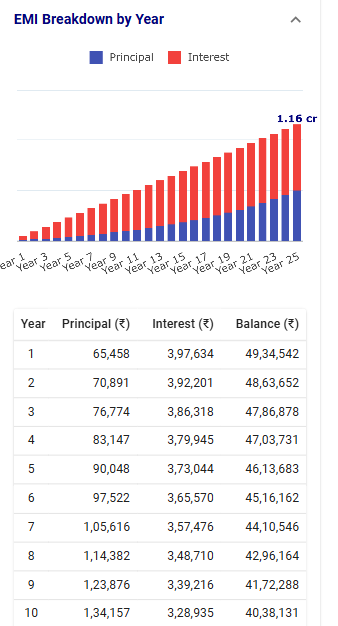 EMI Breakdown by Year
Principal Interest
1.16 cr
ear 1 Year 3 Year 5 Year 7 Year 9 Year 11 Year 13 Year 15 Year 17 Year 19 Year 21 Year 23 Year 25
Year Principal (₹) Interest (₹) Balance (₹)
1 65,458 3,97,634 49,34,542
2 70,891 3,92,201 48,63,652
3 76,774 3,86,318 47,86,878
4 83,147 3,79,945 47,03,731
5 90,048 3,73,044 46,13,683
6 97,522 3,65,570 45,16,162
7 1,05,616 3,57,476 44,10,546
8 1,14,382 3,48,710 42,96,164
9 1,23,876 3,39,216 41,72,288
10 1,34,157 3,28,935 40,38,131